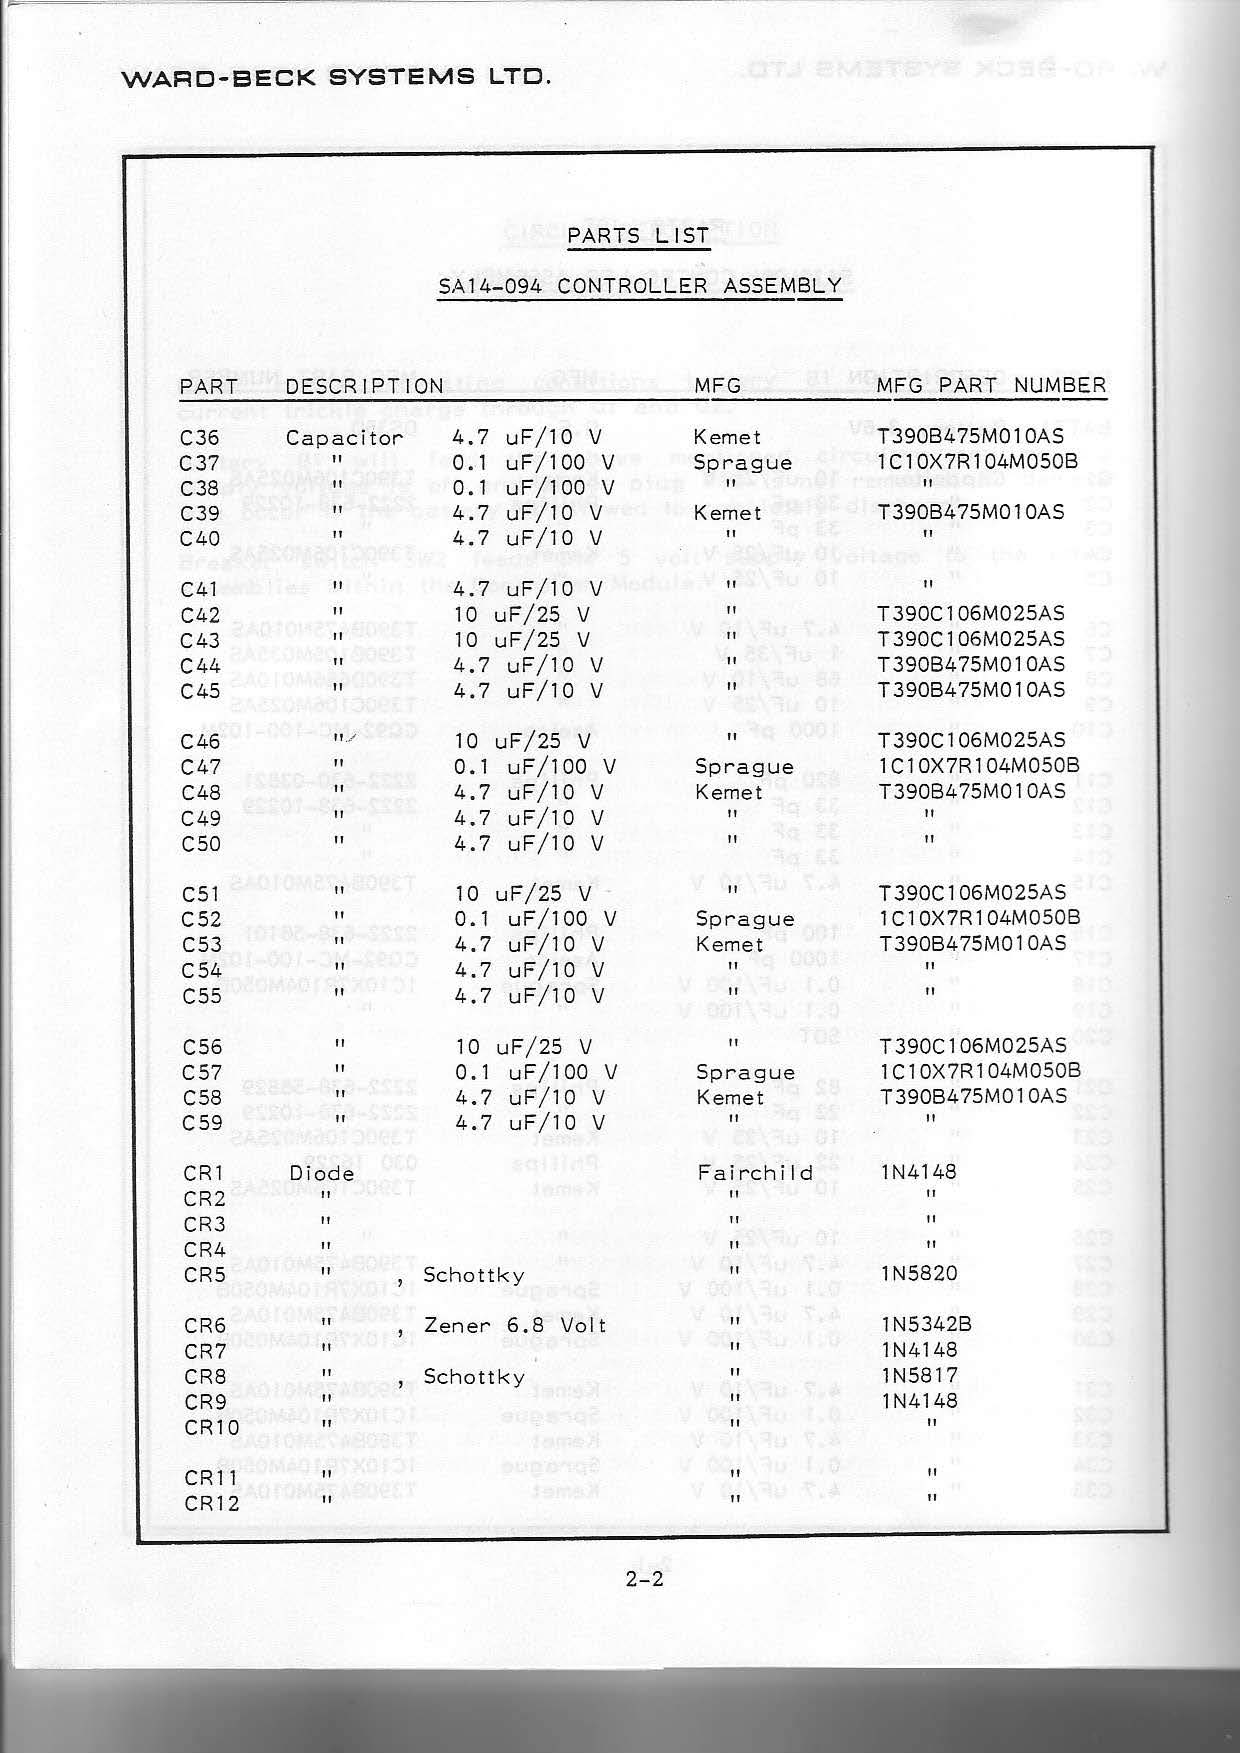 WARD-BECK SYSTEMS LTD.
PARTS LIST
SA14-094 CONTROLLER ASSEMBLY
PART DESCRIPTION MFG MFG PART NUMBER
C36 Capacitor 4.7 uF/10 V Kemet T390B475M010AS
C37 " 0.1 uF/100 V Sprague 1C10X7R104M050B
C38 " 0.1 uF/100 V " "
C39 " 4.7 uF/10 V Kemet T390B475M010AS
C40 " 4.7 uF/10 V " "
C41 " 4.7 uF/10 V " "
C42 " 10 uF/25 V " T390C106M025AS
C43 " 10 uF/25 V " T390C106M025AS
C44 " 4.7 uF/10 V " T390B475M010AS
C45 " 4.7 uF/10 V " T390B475M010AS
C46 " 10 uF/25 V " T390C106M025AS
C47 " 0.1 uF/100 V Sprague 1C10X7R104M050B
C48 " 4.7 uF/10 V Kemet T390B475M010AS
C49 " 4.7 uF/10 V " "
C50 " 4.7 uF/10 V " "
C51 " 10 uF/25 V " T390C106M025AS
C52 " 0.1 uF/100 V Sprague 1C10X7R104M050B
C53 " 4.7 uF/10 V Kemet T390B475M010AS
C54 " 4.7 uF/10 V " "
C55 " 4.7 uF/10 V " "
C56 " 10 uF/25 V " T390C106M025AS
C57 " 0.1 uF/100 V Sprague 1C10X7R104M050B
C58 " 4.7 uF/10 V Kemet T390B475M010AS
C59 " 4.7 uF/10 V " "
CR1 Diode Fairchild 1N4148
CR2 " " "
CR3 " " "
CR4 " " "
CR5 " , Schottky " 1N5820
CR6 " , Zener 6.8 Volt " 1N5342B
CR7 " " 1N4148
CR8 " , Schottky " 1N5817
CR9 " " 1N4148
CR10 " " "
CR11 " " "
CR12 " " "
2-2